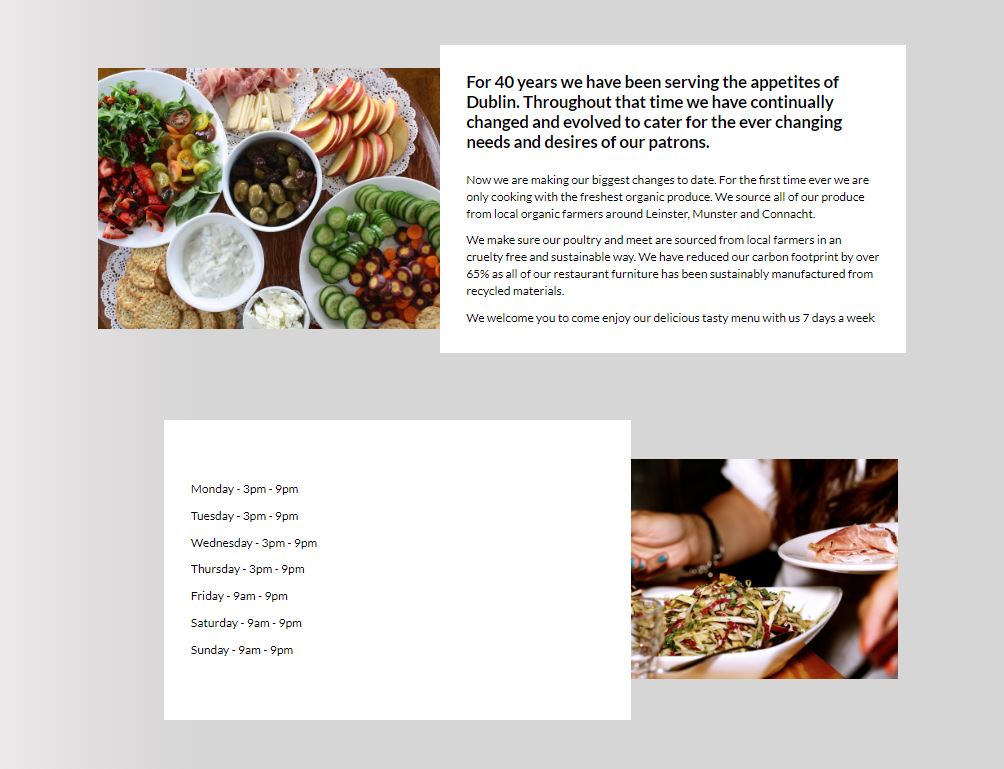 For 40 years we have been serving the appetites of
Dublin. Throughout that time we have continually
changed and evolved to cater for the ever changing
needs and desires of our patrons.
Now we are making our biggest changes to date. For the first time ever we are
only cooking with the freshest organic produce. We source all of our produce
from local organic farmers around Leinster, Munster and Connacht.
We make sure our poultry and meet are sourced from local farmers in an
cruelty free and sustainable way. We have reduced our carbon footprint by over
65% as all of our restaurant furniture has been sustainably manufactured from
recycled materials.
We welcome you to come enjoy our delicious tasty menu with us 7 days a week
Monday - 3pm - 9pm
Tuesday - 3pm - 9pm
Wednesday - 3pm - 9pm
Thursday - 3pm - 9pm
Friday - 9am - 9pm
Saturday - 9am - 9pm
Sunday - 9am - 9pm